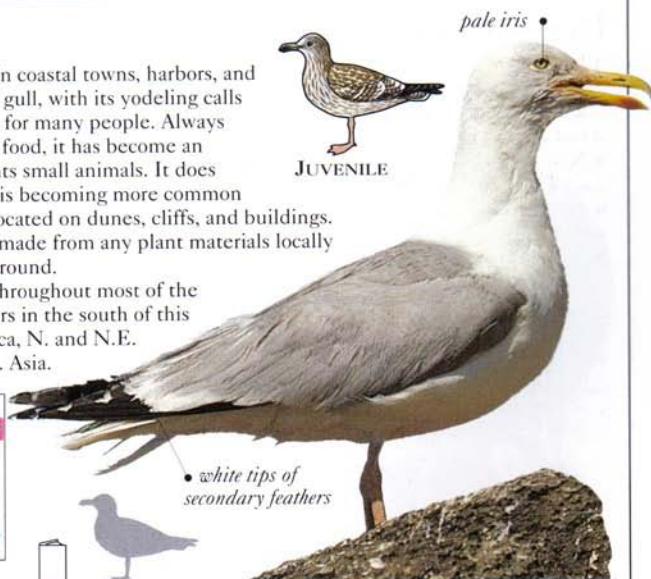 pale iris
n coastal towns, harbors, and
gull, with its yodeling calls
for many people. Always
food, it has become an
ts small animals. It does
is becoming more common
ocated on dunes, cliffs, and buildings.
made from any plant materials locally
round.
hroughout most of the
rs in the south of this
ca, N. and N.E.
. Asia.
JUVENILE
white tips of
secondary feathers